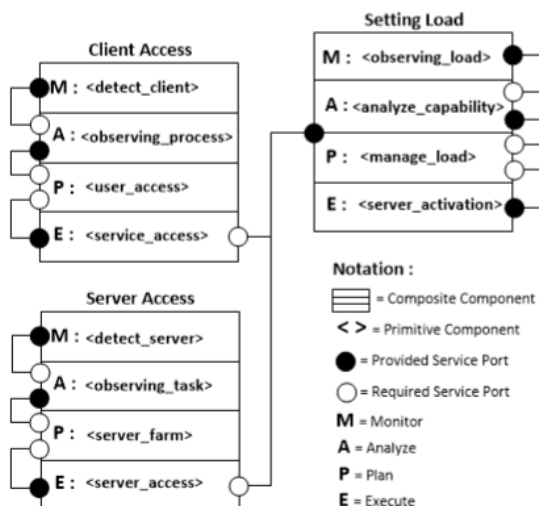 Client Access
M : <detect_client>
A : <observing_process>
P : <user_access>
E : <service_access>
Server Access
M : <detect_server>
A : <observing_task>
P : <server_farm>
E : <server_access>
Setting Load
M : <observing_load>
A : <analyze_capability>
P : <manage_load>
E : <server_activation>
Notation :
= Composite Component
< > = Primitive Component
= Provided Service Port
= Required Service Port
M = Monitor
A = Analyze
P = Plan
E = Execute